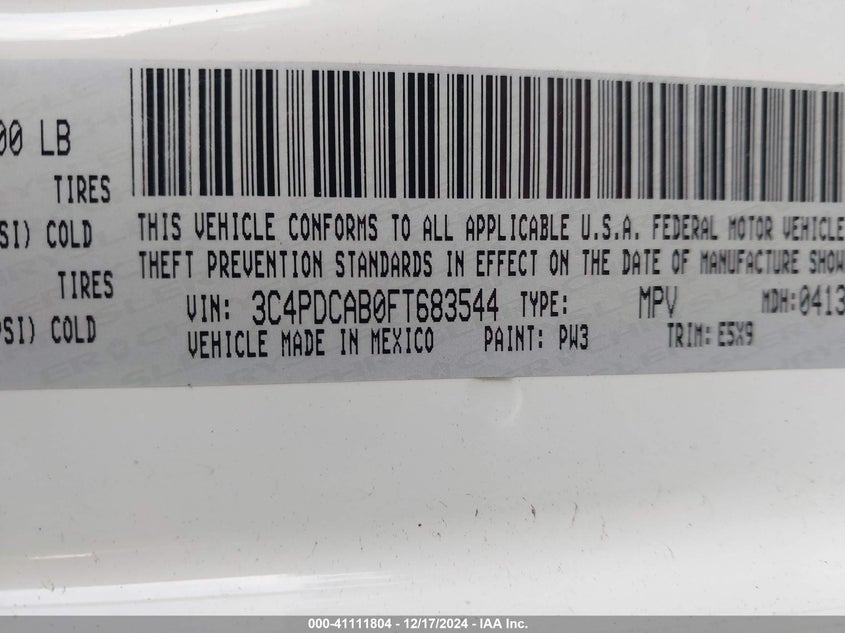 00 LB
TIRES
SI) COLD
TIRES
PSI) COLD
THIS VEHICLE CONFORMS TO ALL APPLICABLE U.S.A. FEDERAL MOTOR VEHICLE
THEFT PREVENTION STANDARDS IN EFFECT ON THE DATE OF MANUFACTURE SHOW
VIN: 3C4PDCAB0FT683544 TYPE: MPV MDH:0413
VEHICLE MADE IN MEXICO PAINT: PW3 TRIM: E5X9
000-41111804 - 12/17/2024 - IAA Inc.